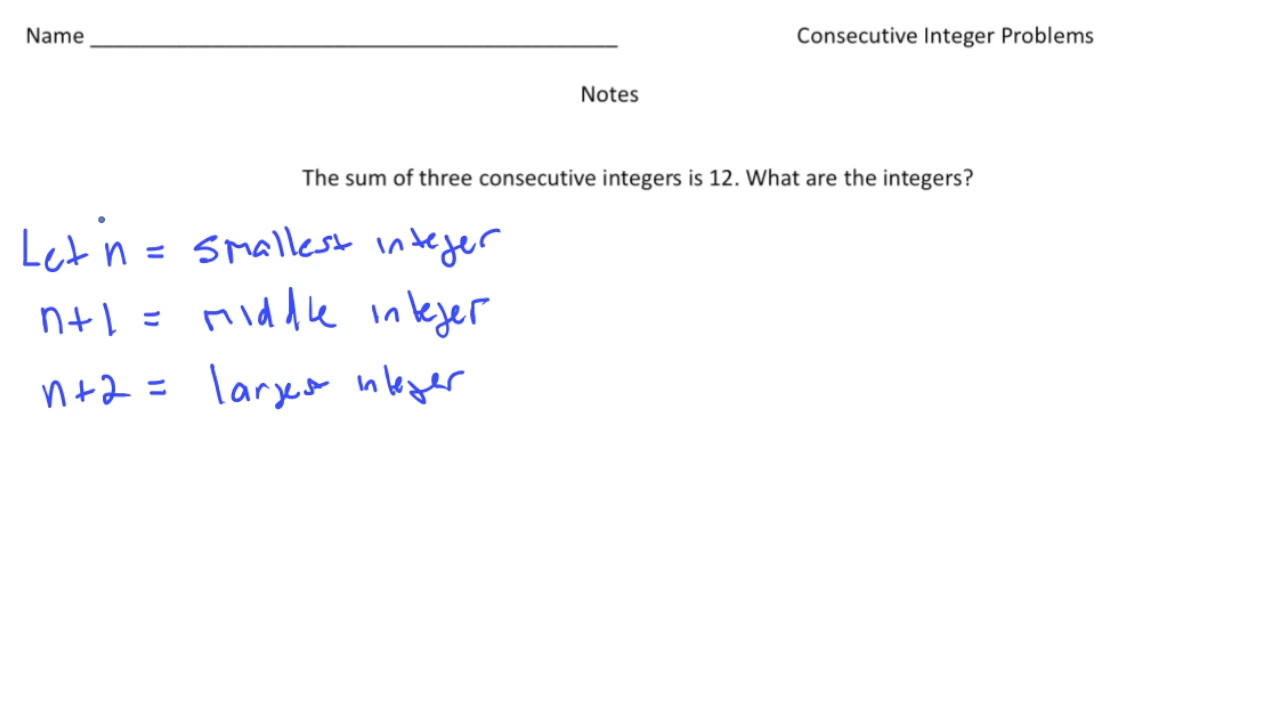 Name ____________________ Consecutive Integer Problems
Notes
The sum of three consecutive integers is 12. What are the integers?
Let n = smallest integer
n+1 = middle integer
n+2 = largest integer